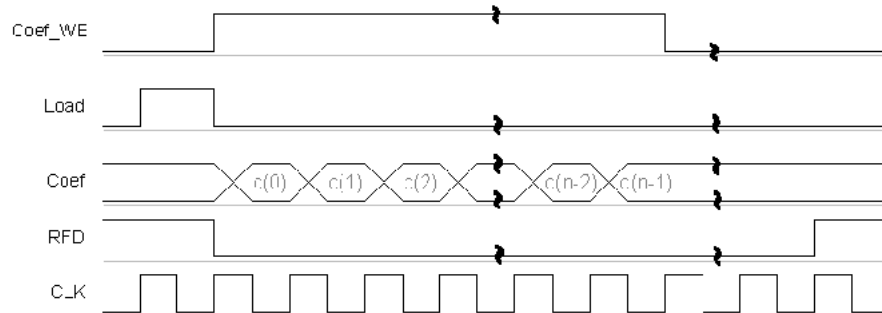 Coef_WE
Load
Coef
c(0) c(1) c(2) c(n-2) c(n-1)
RFD
C_K